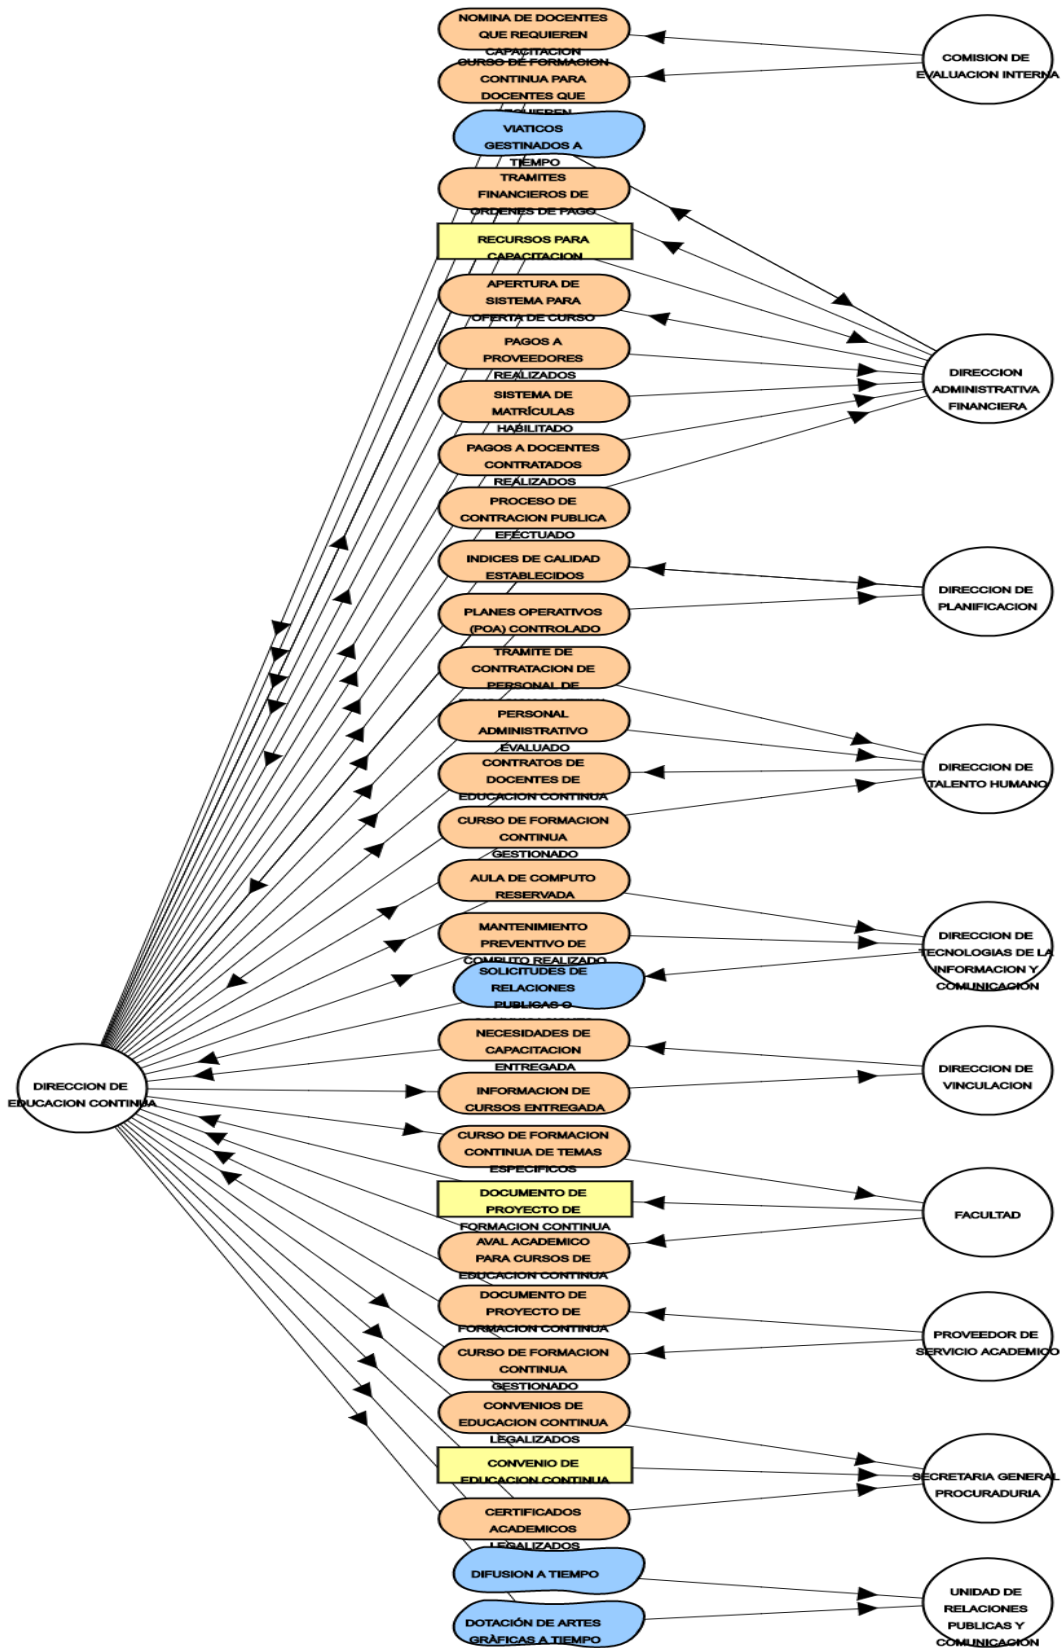 NOMINA DE DOCENTES
QUE REQUIEREN
CAPACITACION
CURSO DE FORMACION
CONTINUA PARA
DOCENTES QUE
REQUIEREN
VIATICOS
GESTINADOS A
TIEMPO
TRAMITES
FINANCIEROS DE
ORDENES DE PAGO
RECURSOS PARA
CAPACITACION
APERTURA DE
SISTEMA PARA
OFERTA DE CURSO
PAGOS A
PROVEEDORES
REALIZADOS
SISTEMA DE
MATRÍCULAS
HABILITADO
PAGOS A DOCENTES
CONTRATADOS
REALIZADOS
PROCESO DE
CONTRACION PUBLICA
EFECTUADO
INDICES DE CALIDAD
ESTABLECIDOS
PLANES OPERATIVOS
(POA) CONTROLADO
TRAMITE DE
CONTRATACION DE
PERSONAL DE
PERSONAL
ADMINISTRATIVO
EVALUADO
CONTRATOS DE
DOCENTES DE
EDUCACION CONTINUA
CURSO DE FORMACION
CONTINUA
GESTIONADO
AULA DE COMPUTO
RESERVADA
MANTENIMIENTO
PREVENTIVO DE
COMPUTO REALIZADO
SOLICITUDES DE
RELACIONES
PUBLICAS O
NECESIDADES DE
CAPACITACION
ENTREGADA
INFORMACION DE
CURSOS ENTREGADA
CURSO DE FORMACION
CONTINUA DE TEMAS
ESPECIFICOS
DOCUMENTO DE
PROYECTO DE
FORMACION CONTINUA
AVAL ACADEMICO
PARA CURSOS DE
EDUCACION CONTINUA
DOCUMENTO DE
PROYECTO DE
FORMACION CONTINUA
CURSO DE FORMACION
CONTINUA
GESTIONADO
CONVENIOS DE
EDUCACION CONTINUA
LEGALIZADOS
CONVENIO DE
EDUCACION CONTINUA
CERTIFICADOS
ACADEMICOS
LEGALIZADOS
DIFUSION A TIEMPO
DOTACIÓN DE ARTES
GRÀFICAS A TIEMPO
DIRECCION DE
EDUCACION CONTINUA
COMISION DE
EVALUACION INTERNA
DIRECCION
ADMINISTRATIVA
FINANCIERA
DIRECCION DE
PLANIFICACION
DIRECCION DE
TALENTO HUMANO
DIRECCION DE
TECNOLOGIAS DE LA
INFORMACION Y
COMUNICACIÓN
DIRECCION DE
VINCULACION
FACULTAD
PROVEEDOR DE
SERVICIO ACADEMICO
SECRETARIA GENERAL
PROCURADURIA
UNIDAD DE
RELACIONES
PUBLICAS Y
COMUNICACIÓN